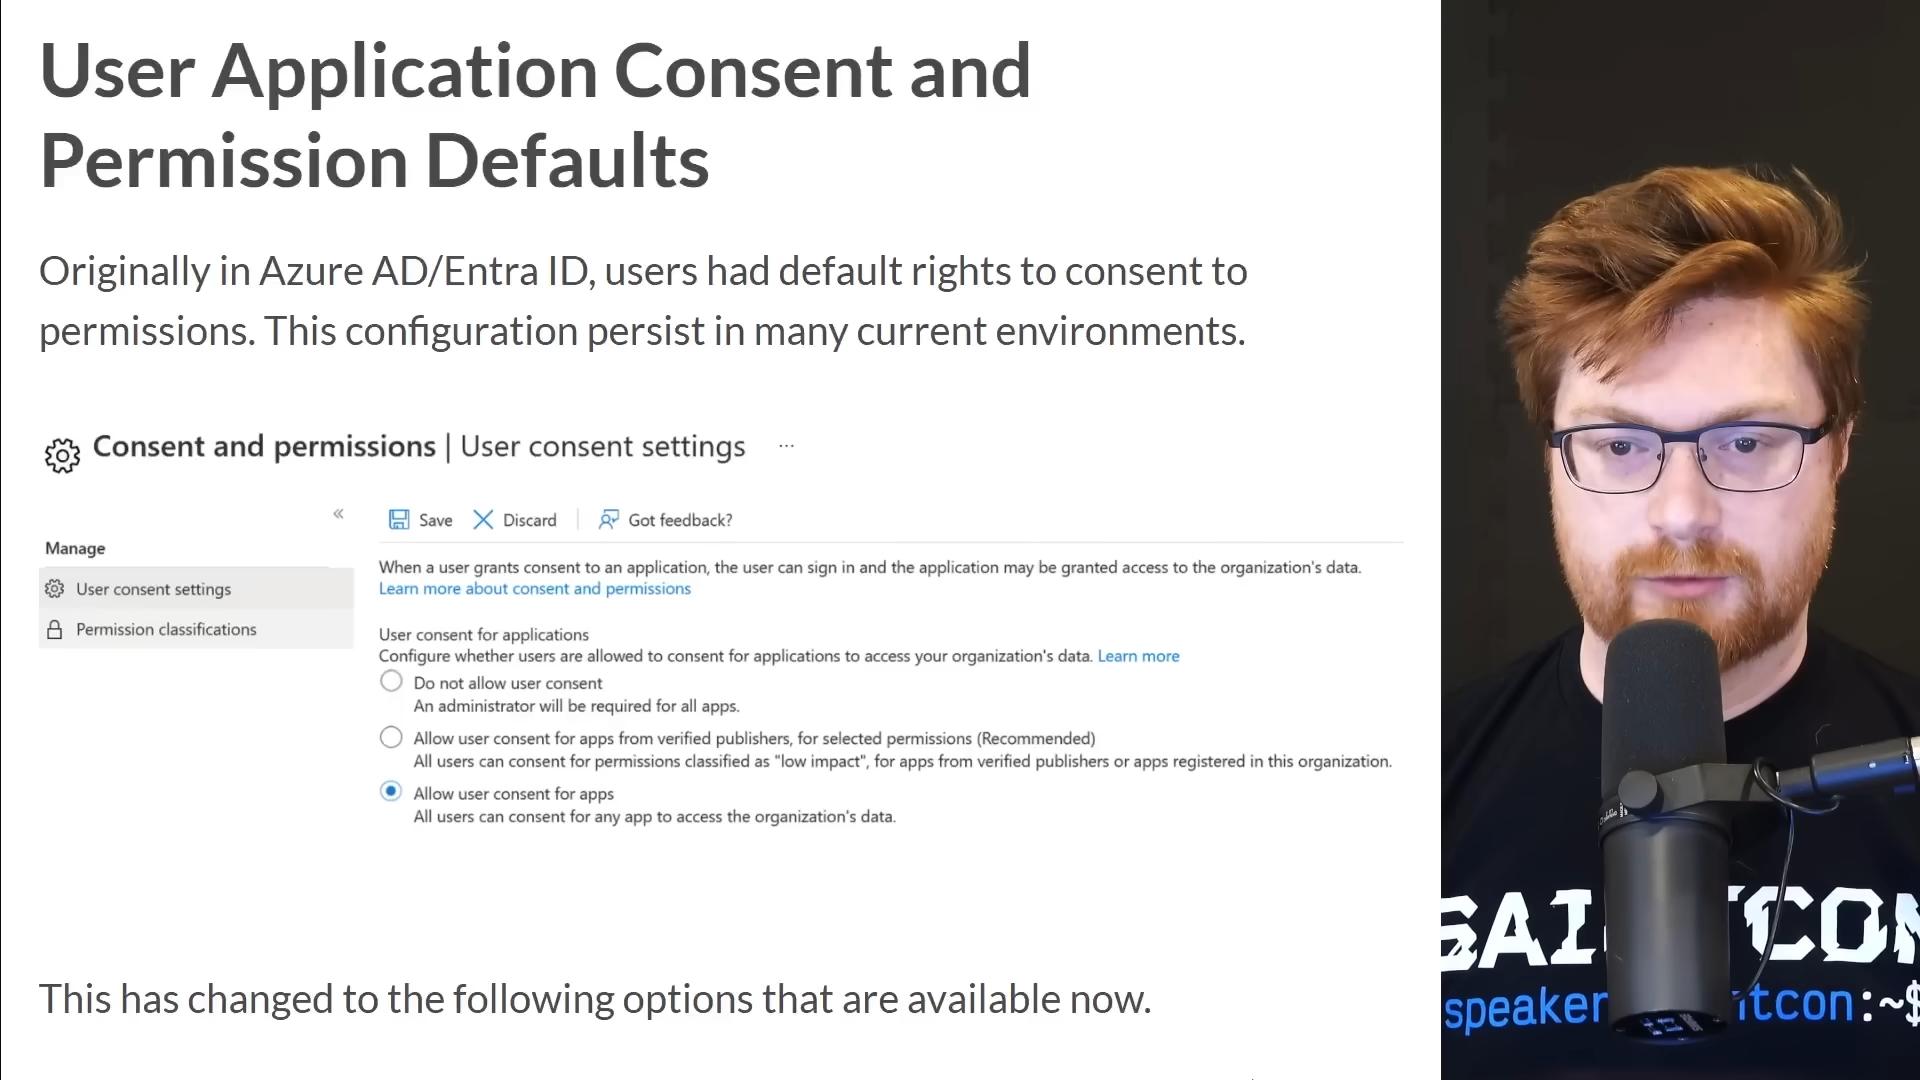 User Application Consent and
Permission Defaults
Originally in Azure AD/Entra ID, users had default rights to consent to
permissions. This configuration persist in many current environments.
Consent and permissions | User consent settings ...
«
Save Discard Got feedback?
Manage
User consent settings
Permission classifications
When a user grants consent to an application, the user can sign in and the application may be granted access to the organization's data.
Learn more about consent and permissions
User consent for applications
Configure whether users are allowed to consent for applications to access your organization's data. Learn more
Do not allow user consent
An administrator will be required for all apps.
Allow user consent for apps from verified publishers, for selected permissions (Recommended)
All users can consent for permissions classified as "low impact", for apps from verified publishers or apps registered in this organization.
Allow user consent for apps
All users can consent for any app to access the organization's data.
This has changed to the following options that are available now.
speaker
:~$